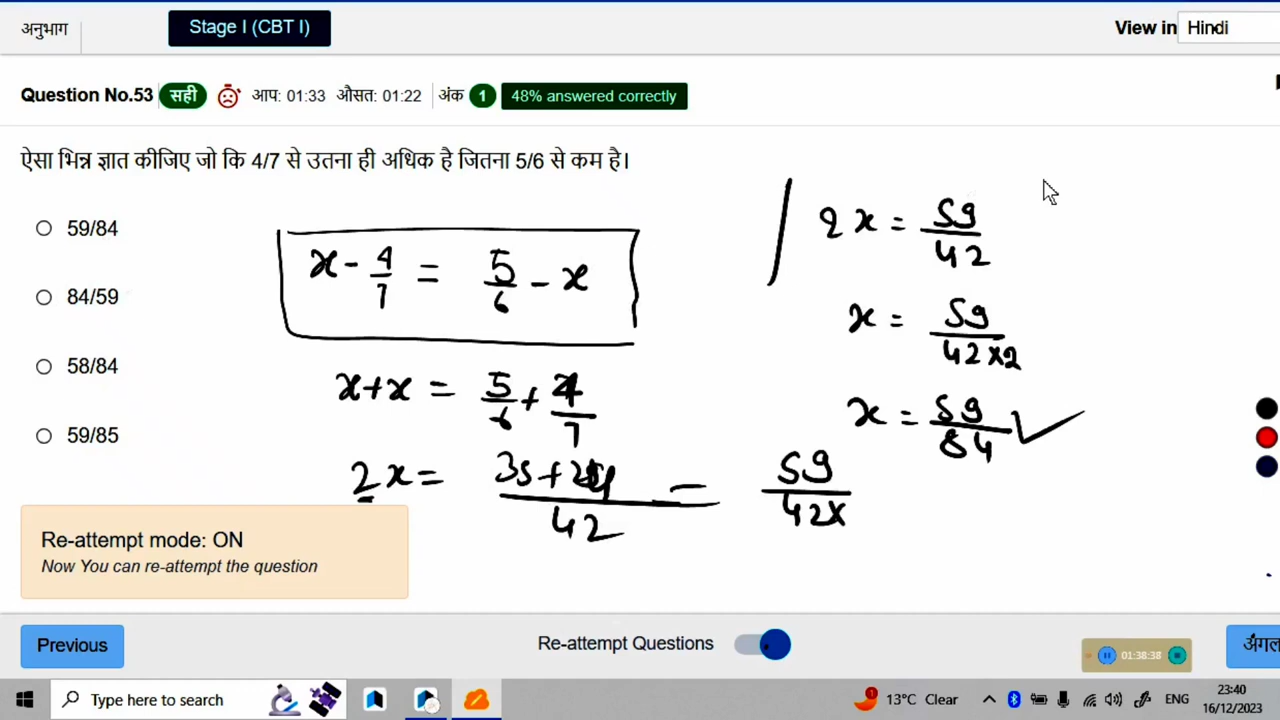 अनुभाग
Stage I (CBT I)
View in Hindi
Question No.53 सही आप: 01:33 औसत: 01:22 अंक 1 48% answered correctly
ऐसा भिन्न ज्ञात कीजिए जो कि 4/7 से उतना ही अधिक है जितना 5/6 से कम है।
59/84
84/59
58/84
59/85
x - 4/7 = 5/6 - x
x+x = 5/6 + 4/7
2x = 35+24/42 = 59/42x
2x = 59/42
x = 59/42×2
x = 59/84
Re-attempt mode: ON
Now You can re-attempt the question
Previous
Re-attempt Questions
01:38:38
अगल
Type here to search
1
13°C Clear
ENG
23:40
16/12/2023